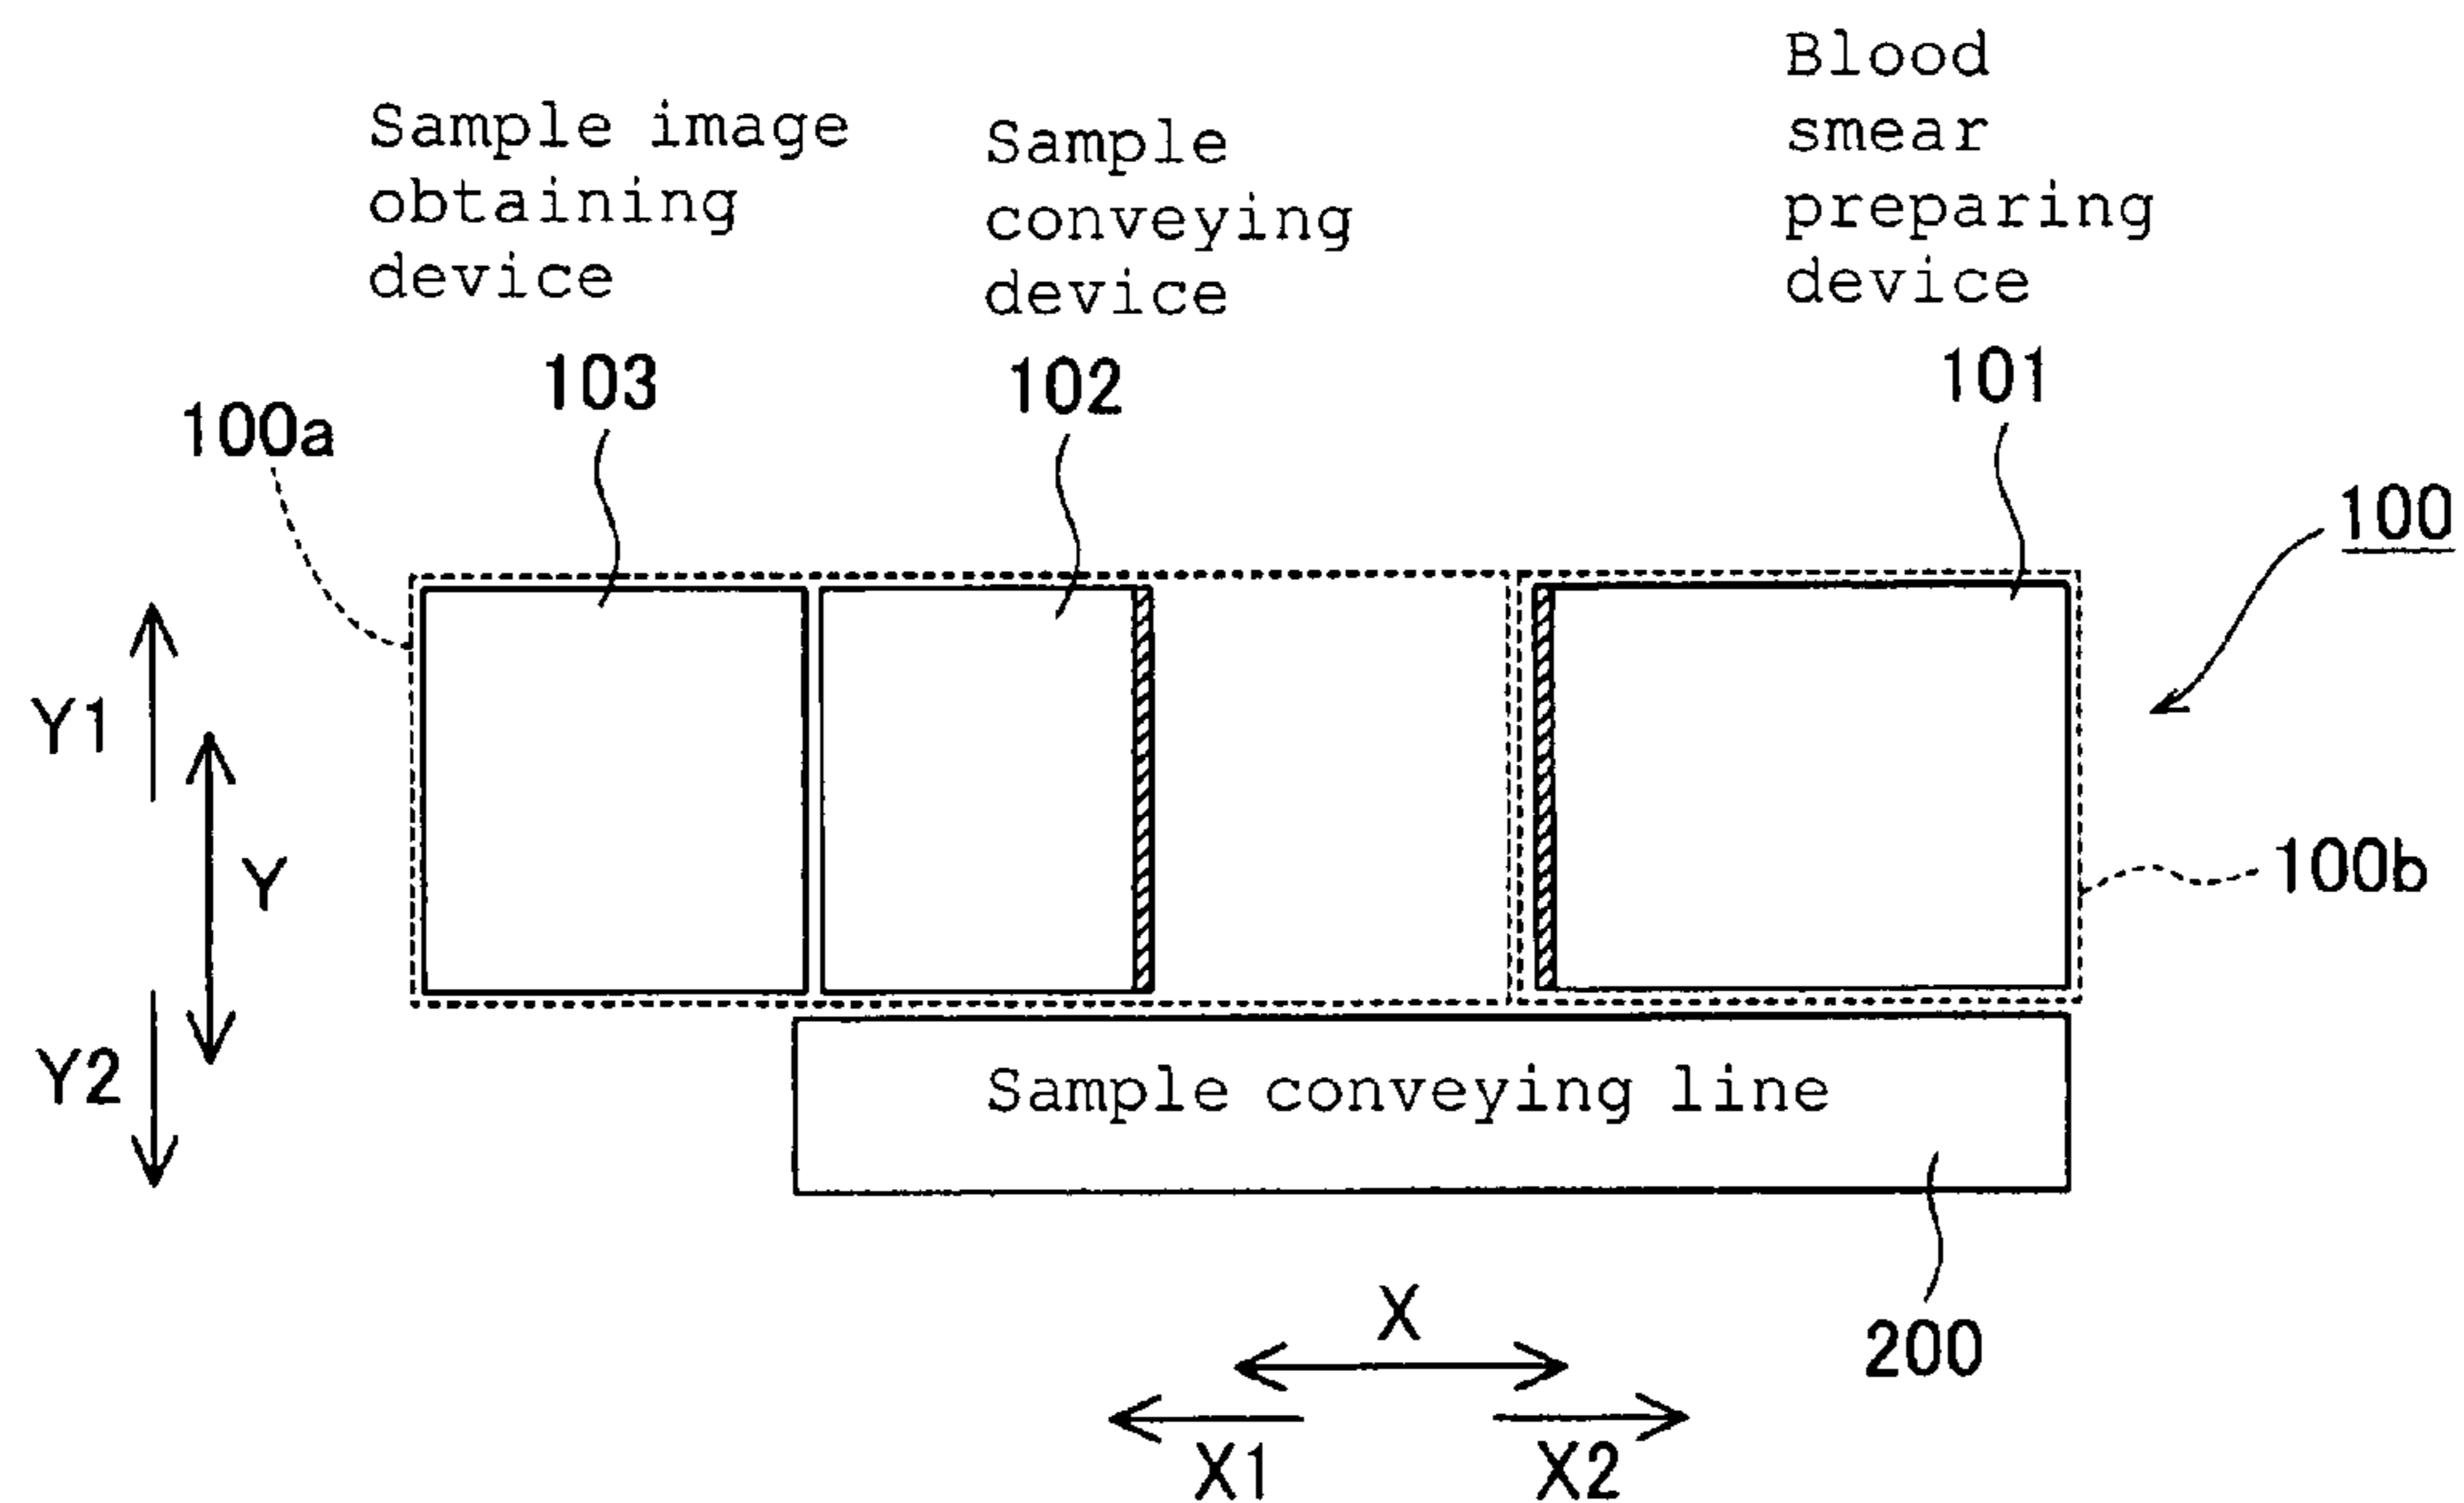 Sample image
obtaining
device
103
Sample
conveying
device
102
Blood
smear
preparing
device
101
100a
100
Y1
Y
Y2
100b
Sample conveying line
200
X
X1
X2